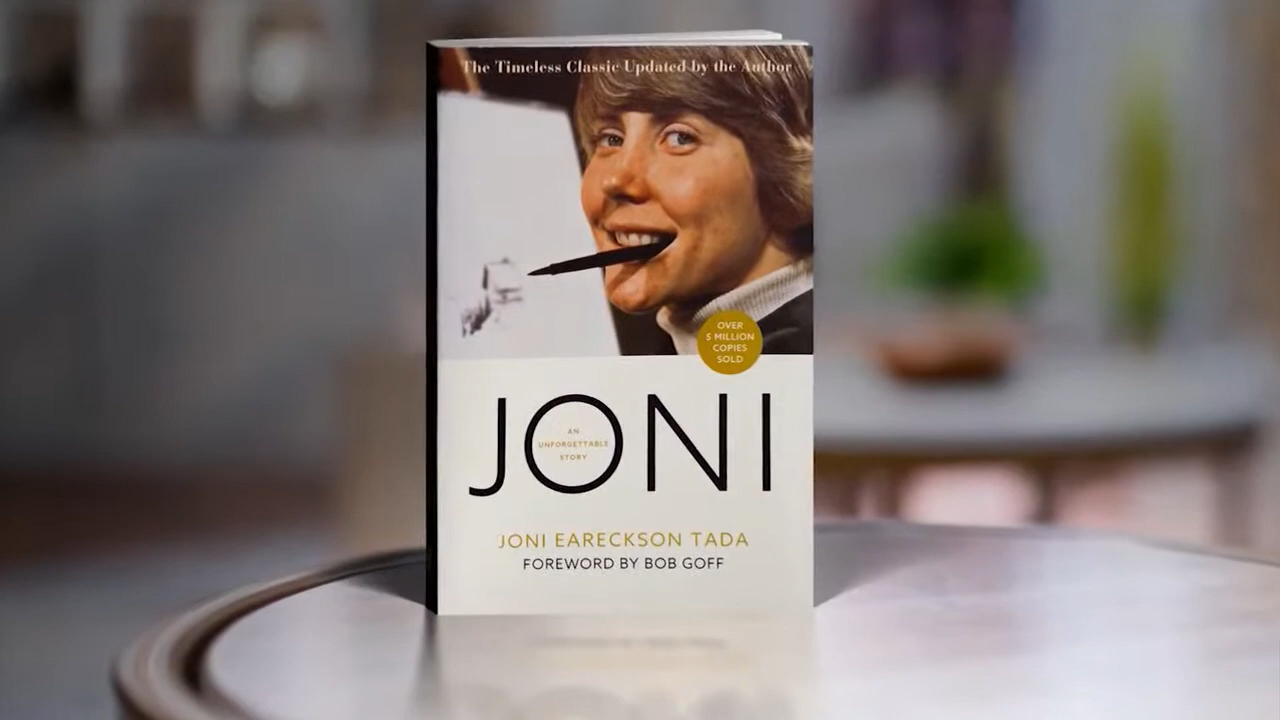 The Timeless Classic Updated by the Author
OVER
5 MILLION
COPIES
SOLD
JONI
AN
UNFORGETTABLE
STORY
JONI EARECKSON TADA
FOREWORD BY BOB GOFF